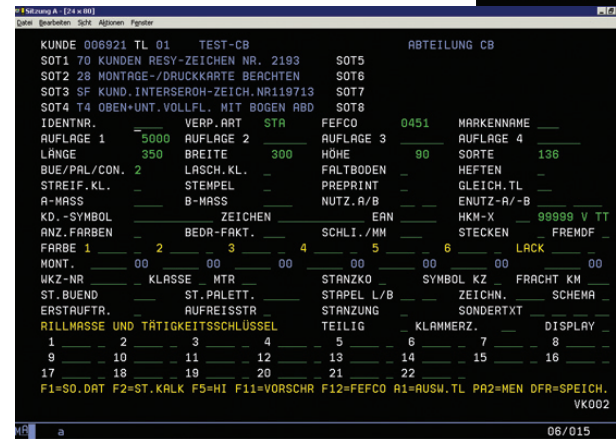 Sitzung A - [24 x 80]
Datei Bearbeiten Sicht Aktionen Fenster
KUNDE 006921 TL 01 TEST-CB ABTEILUNG CB
SOT1 70 KUNDEN RESY-ZEICHEN NR. 2193 SOT5
SOT2 28 MONTAGE-/DRUCKKARTE BEACHTEN SOT6
SOT3 SF KUND.INTERSEROH-ZEICH.NR119713 SOT7
SOT4 T4 OBEN+UNT.VOLLFL. MIT BOGEN ABD SOT8
IDENTNR. VERP.ART STA FEFCO 0451 MARKENNAME
AUFLAGE 1 5000 AUFLAGE 2 AUFLAGE 3 AUFLAGE 4
LÄNGE 350 BREITE 300 HÖHE 90 SORTE 136
BUE/PAL/CON. 2 LASCH.KL. FALTBODEN HEFTEN
STREIF.KL. STEMPEL PREPRINT GLEICH.TL
A-MASS B-MASS NUTZ.A/B ENUTZ-A/-B
KD.-SYMBOL ZEICHEN EAN HKM-X 99999 V TT
ANZ.FARBEN BEDR-FAKT. SCHLI./MM STECKEN FREMDF
FARBE 1 2 3 4 5 6 LACK
MONT. 00 00 00 00 00 00 00
WKZ-NR KLASSE MTR STANZKO SYMBOL KZ FRACHT KM
ST.BUEND ST.PALETT. STAPEL L/B ZEICHN. SCHEMA
ERSTAUFTR. AUFREISSTR STANZUNG SONDERTXT
RILLMASSE UND TÄTIGKEITSSCHLÜSSEL TEILIG KLAMMERZ. DISPLAY
1 2 3 4 5 6 7 8
9 10 11 12 13 14 15 16
17 18 19 20 21 22
F1=SO.DAT F2=ST.KALK F5=HI F11=VORSCHR F12=FEFCO A1=AUSW.TL PA2=MEN DFR=SPEICH.
VK002
MA a 06/015